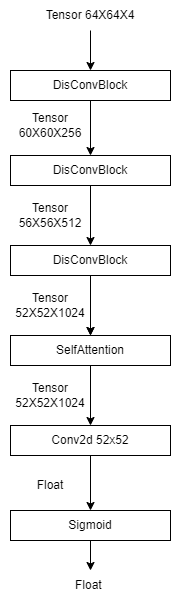 Tensor 64X64X4
DisConvBlock
Tensor
60X60X256
DisConvBlock
Tensor
56X56X512
DisConvBlock
Tensor
52X52X1024
SelfAttention
Tensor
52X52X1024
Conv2d 52x52
Float
Sigmoid
Float